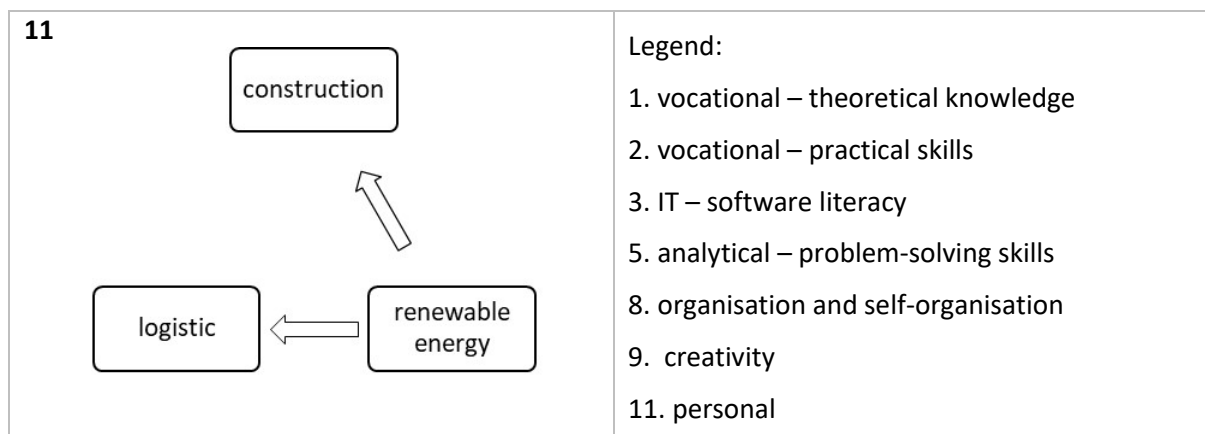 11
construction
logistic
renewable
energy
Legend:
1. vocational – theoretical knowledge
2. vocational – practical skills
3. IT – software literacy
5. analytical – problem-solving skills
8. organisation and self-organisation
9. creativity
11. personal